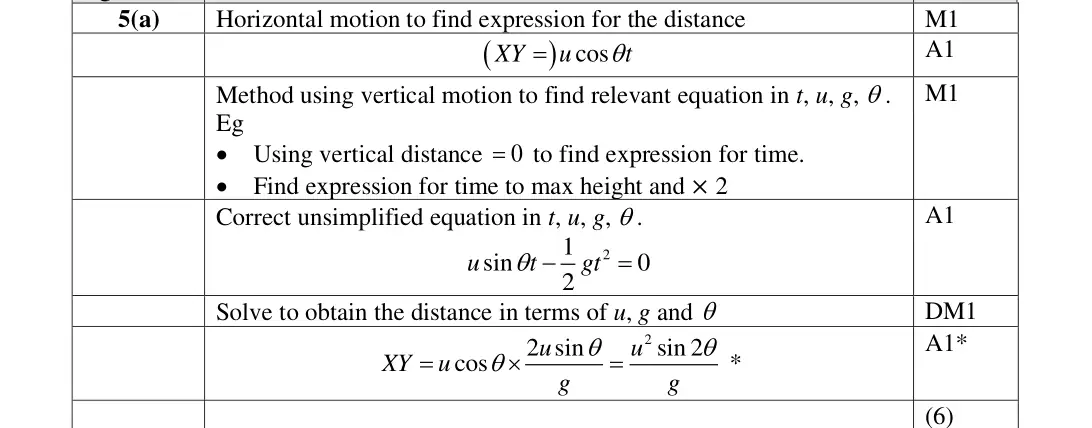 5(a) Horizontal motion to find expression for the distance M1
(XY =)u cos θt A1
Method using vertical motion to find relevant equation in t, u, g, θ. M1
Eg
• Using vertical distance = 0 to find expression for time.
• Find expression for time to max height and × 2
Correct unsimplified equation in t, u, g, θ. A1
u sin θt − 1/2 gt² = 0
Solve to obtain the distance in terms of u, g and θ DM1
XY = u cos θ × 2u sin θ/g = u² sin 2θ/g * A1*
(6)